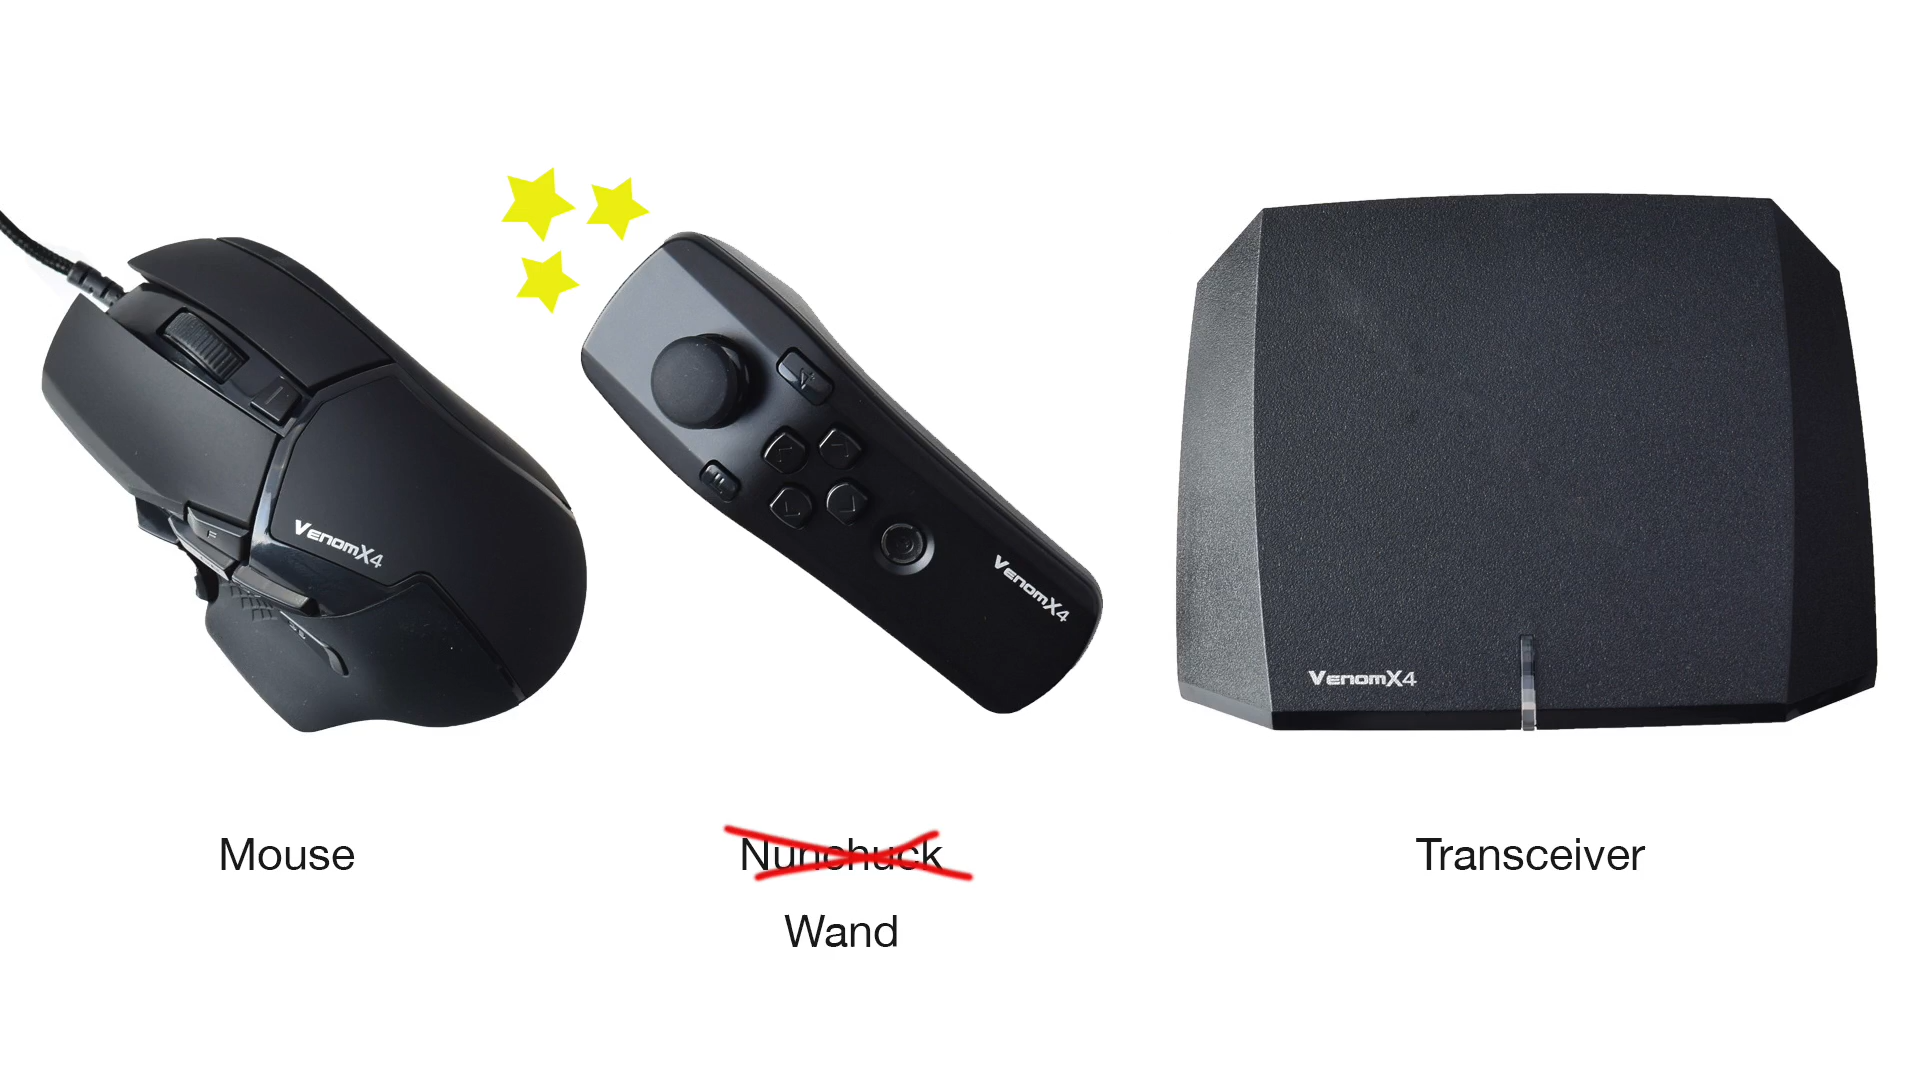 VenomX4
VenomX4
VenomX4
F
Mouse
Nunchuck
Wand
Transceiver